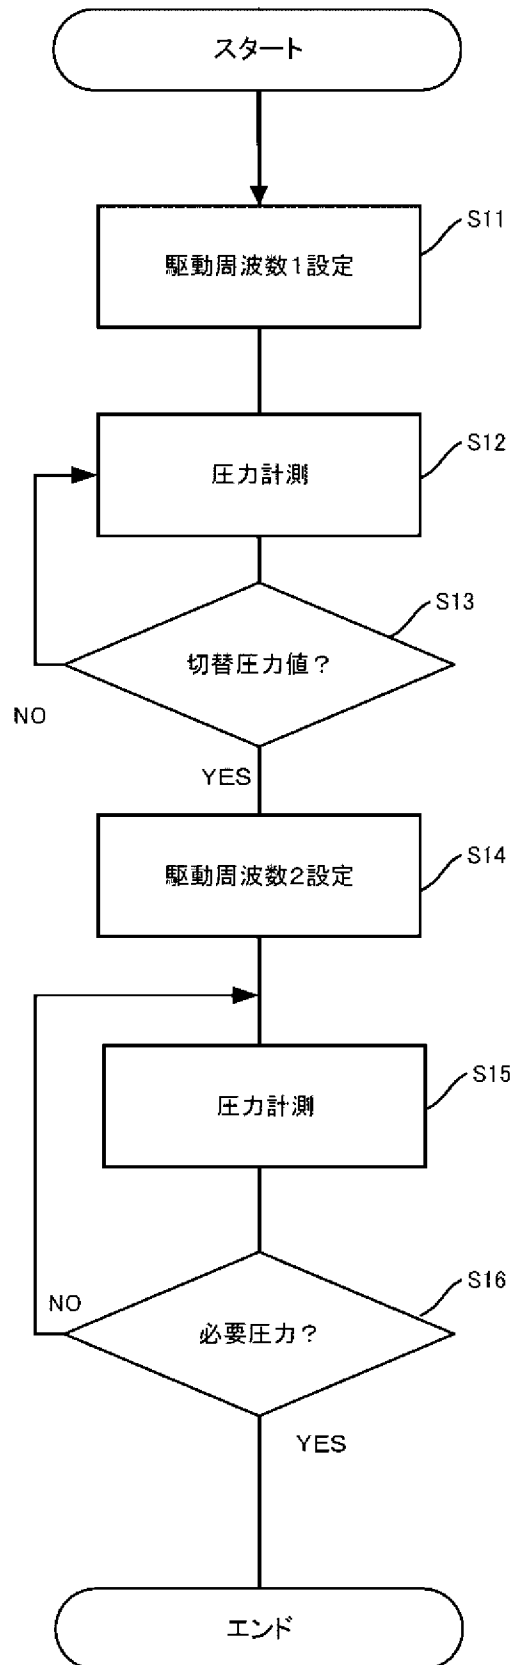 スタート
S11
駆動周波数1設定
S12
圧力計測
S13
切替圧力値?
NO
YES
S14
駆動周波数2設定
S15
圧力計測
S16
NO
必要圧力?
YES
エンド